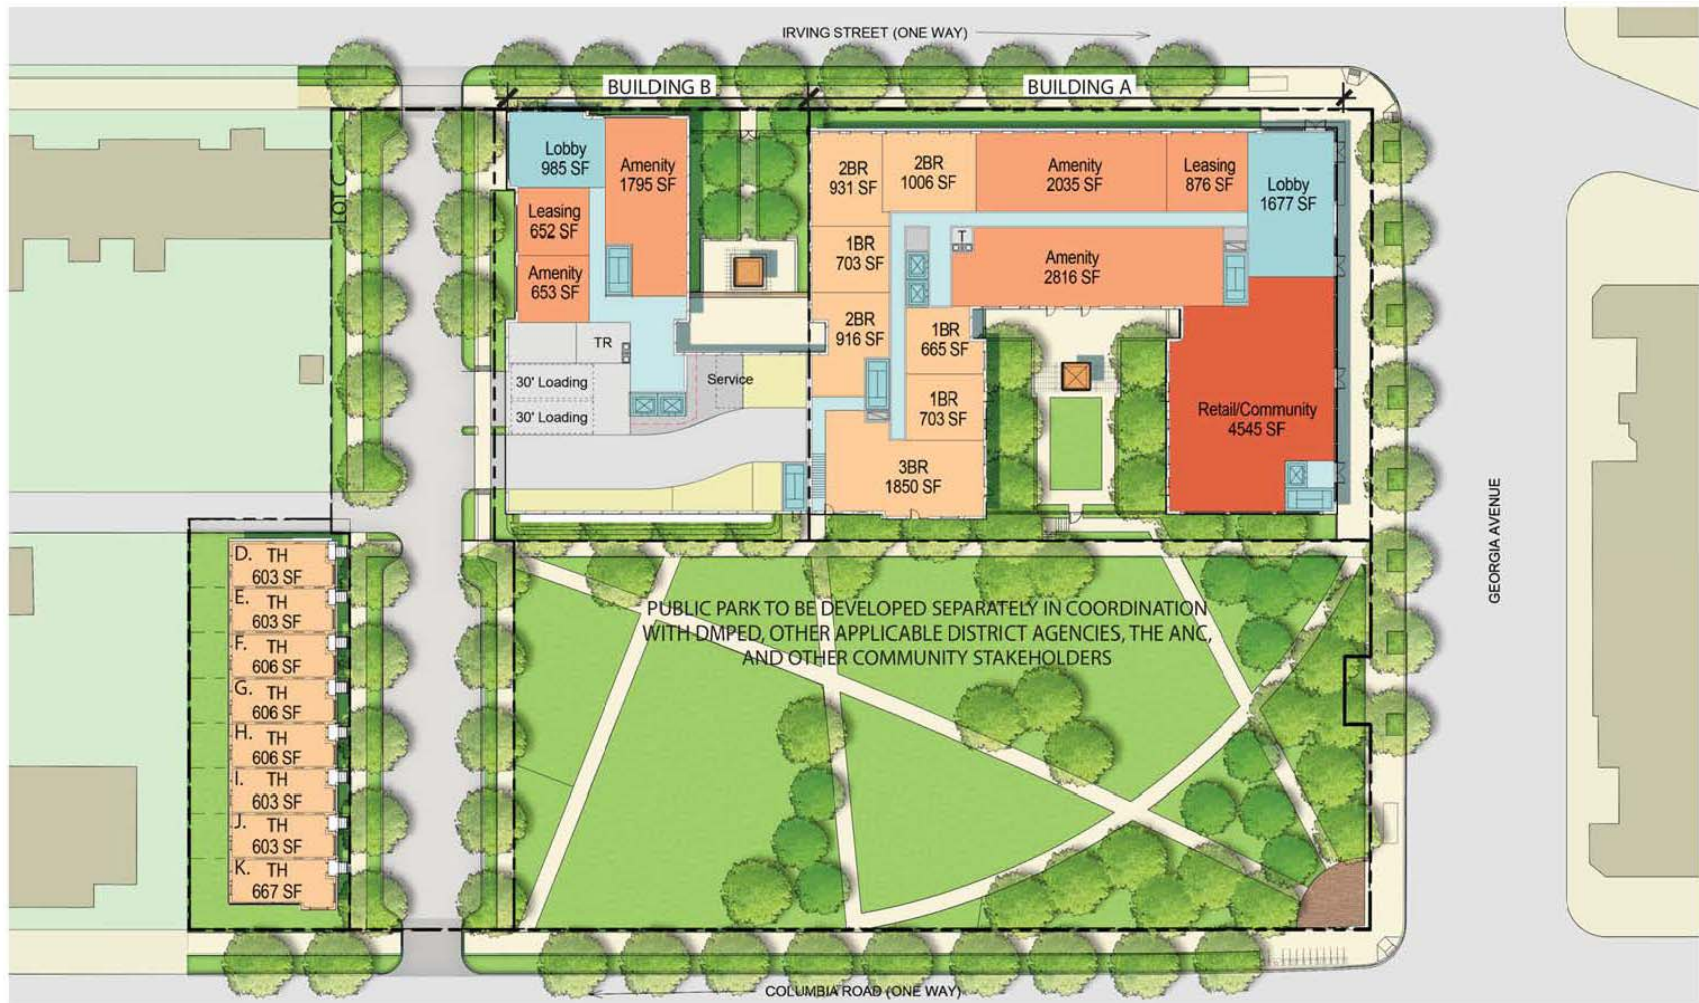 IRVING STREET (ONE WAY)
BUILDING B
BUILDING A
LOT C
Lobby
985 SF
Amenity
1795 SF
Leasing
652 SF
Amenity
653 SF
TR
30' Loading
30' Loading
Service
2BR
931 SF
2BR
1006 SF
Amenity
2035 SF
Leasing
876 SF
Lobby
1677 SF
1BR
703 SF
T
Amenity
2816 SF
2BR
916 SF
1BR
665 SF
1BR
703 SF
3BR
1850 SF
Retail/Community
4545 SF
GEORGIA AVENUE
D. TH
603 SF
E. TH
603 SF
F. TH
606 SF
G. TH
606 SF
H. TH
606 SF
I. TH
603 SF
J. TH
603 SF
K. TH
667 SF
PUBLIC PARK TO BE DEVELOPED SEPARATELY IN COORDINATION
WITH DMPED, OTHER APPLICABLE DISTRICT AGENCIES, THE ANC,
AND OTHER COMMUNITY STAKEHOLDERS
COLUMBIA ROAD (ONE WAY)